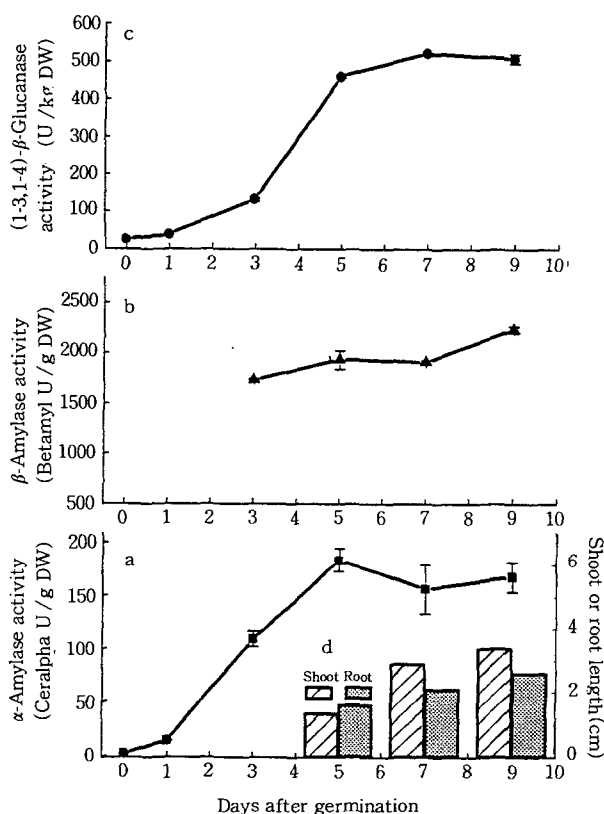 c
(1-3,1-4)-β-Glucanase
activity (U/kg DW)
600
500
400
300
200
100
0
0 1 2 3 4 5 6 7 8 9 10
b
β-Amylase activity
(Betamyl U/g DW)
2500
2000
1500
1000
500
0 1 2 3 4 5 6 7 8 9 10
a
α-Amylase activity
(Ceralpha U/g DW)
200
150
100
50
0
d
Shoot Root
Shoot or root length(cm)
6
4
2
0
0 1 2 3 4 5 6 7 8 9 10
Days after germination